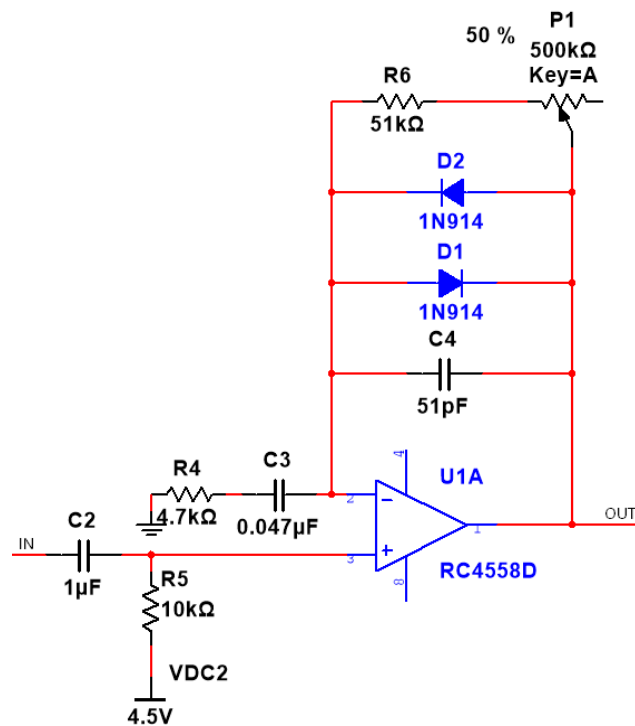 P1
50 %
500kΩ
Key=A
R6
51kΩ
D2
1N914
D1
1N914
C4
51pF
4
U1A
R4
C3
4.7kΩ
0.047µF
2
1
OUT
C2
IN
3
8
RC4558D
1µF
R5
10kΩ
VDC2
4.5V